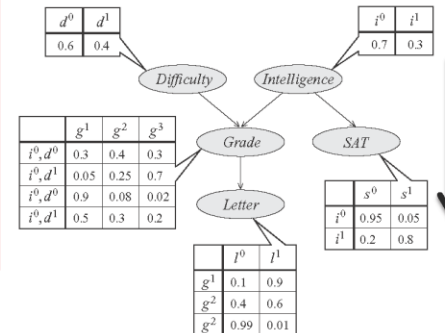 d⁰ d¹
0.6 0.4
i⁰ i¹
0.7 0.3
Difficulty Intelligence
g¹ g² g³
i⁰, d⁰ 0.3 0.4 0.3
i⁰, d¹ 0.05 0.25 0.7
i⁰, d⁰ 0.9 0.08 0.02
i⁰, d¹ 0.5 0.3 0.2
Grade SAT
s⁰ s¹
i⁰ 0.95 0.05
i¹ 0.2 0.8
Letter
l⁰ l¹
g¹ 0.1 0.9
g² 0.4 0.6
g² 0.99 0.01